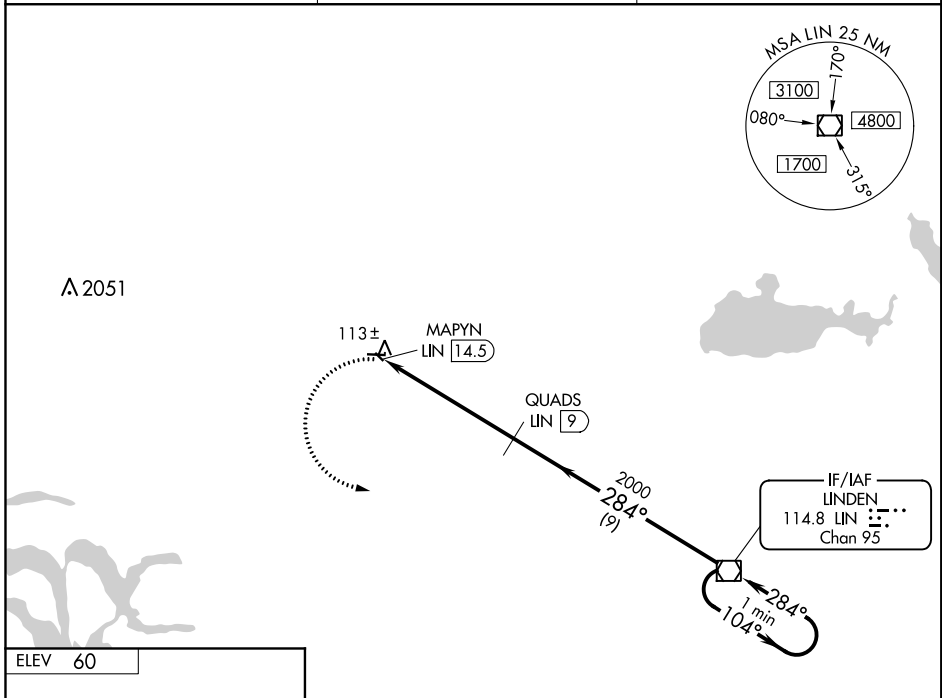 MSA LIN 25 NM
170°
3100
080°
4800
1700
315°
2051
113±
MAPYN
LIN 14.5
QUADS
LIN 9
2000
284°
(9)
IF/IAF
LINDEN
114.8 LIN
Chan 95
284°
1 min
104°
ELEV 60